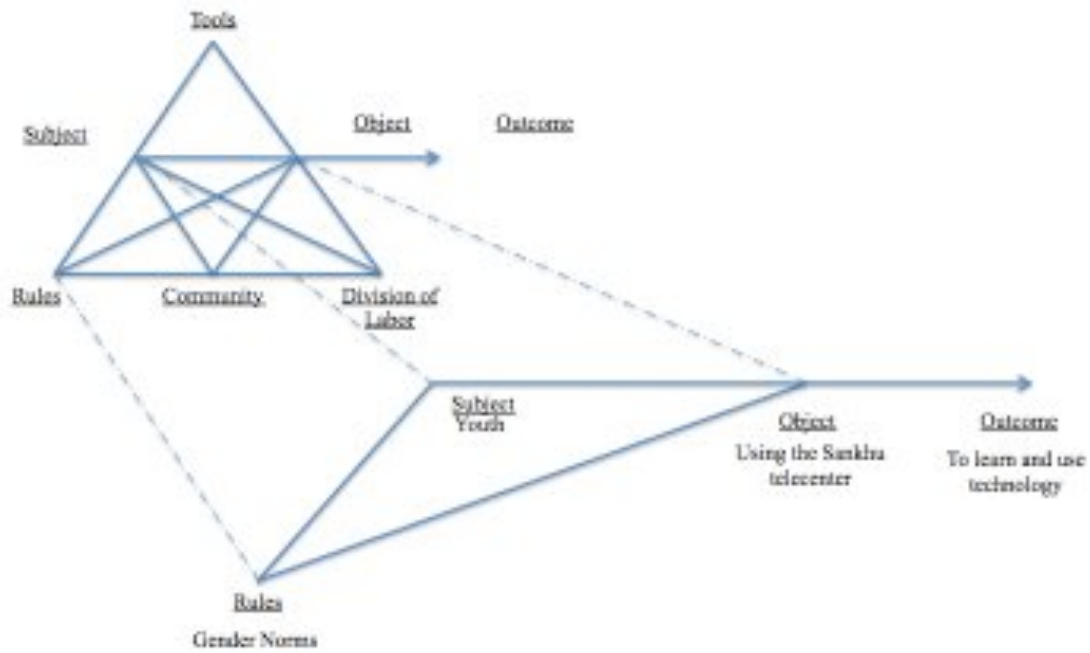 Tools
Subject
Object
Outcome
Rules
Community
Division of
Labor
Subject
Youth
Object
Using the Sankhu
telecenter
Outcome
To learn and use
technology
Rules
Gender Norms